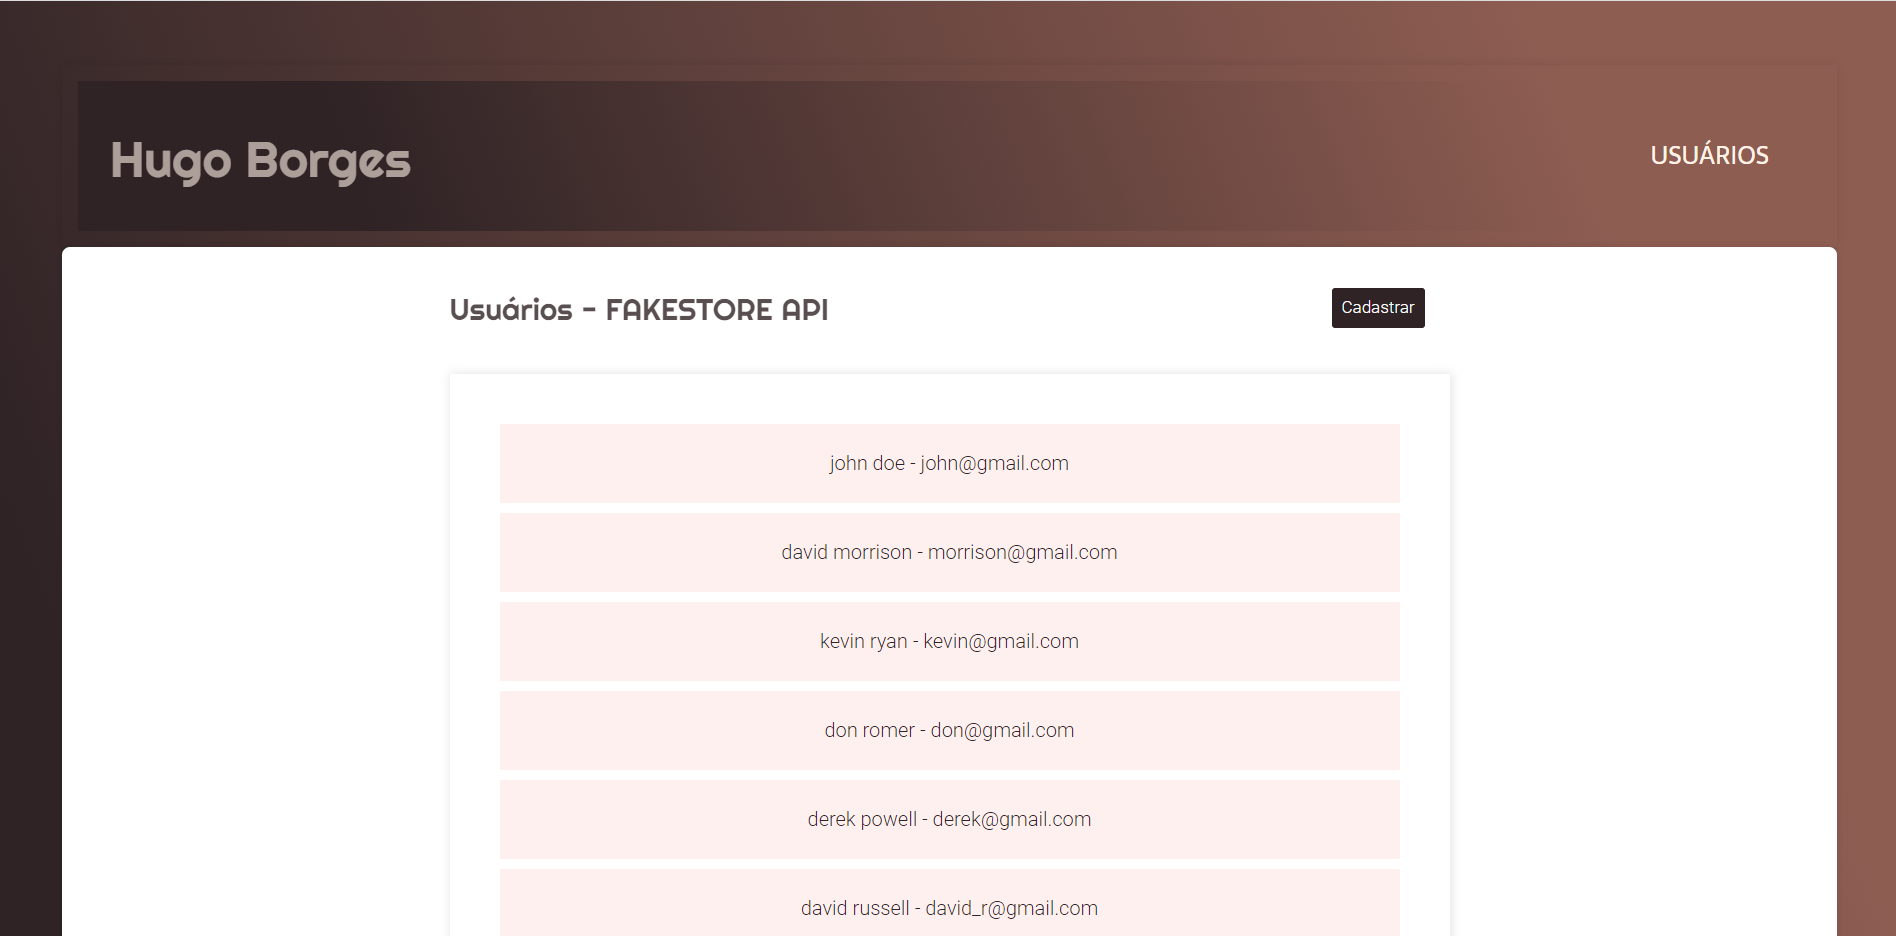 Hugo Borges
USUÁRIOS
Usuários - FAKESTORE API
Cadastrar
john doe - john@gmail.com
david morrison - morrison@gmail.com
kevin ryan - kevin@gmail.com
don romer - don@gmail.com
derek powell - derek@gmail.com
david russell - david_r@gmail.com